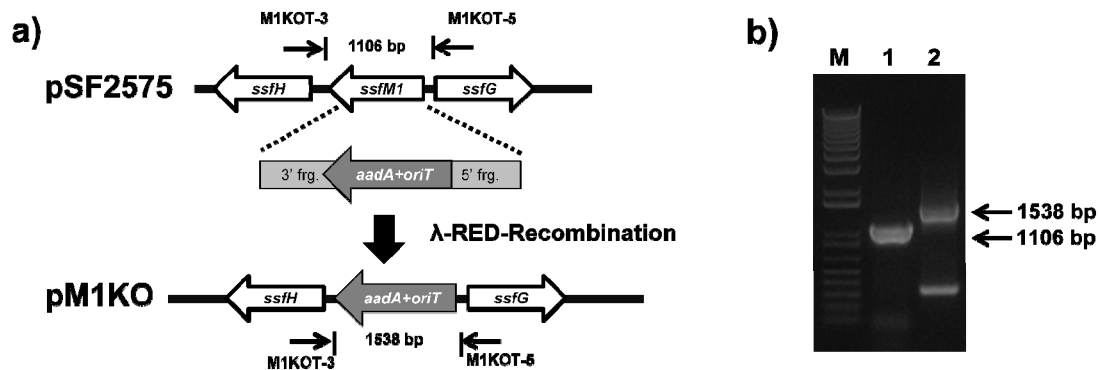 a)
M1KOT-3
1106 bp
M1KOT-5
pSF2575
ssfH
ssfM1
ssfG
3' frg.
aadA+oriT
5' frg.
λ-RED-Recombination
pM1KO
ssfH
aadA+oriT
ssfG
M1KOT-3
1538 bp
M1KOT-5
b)
M 1 2
1538 bp
1106 bp